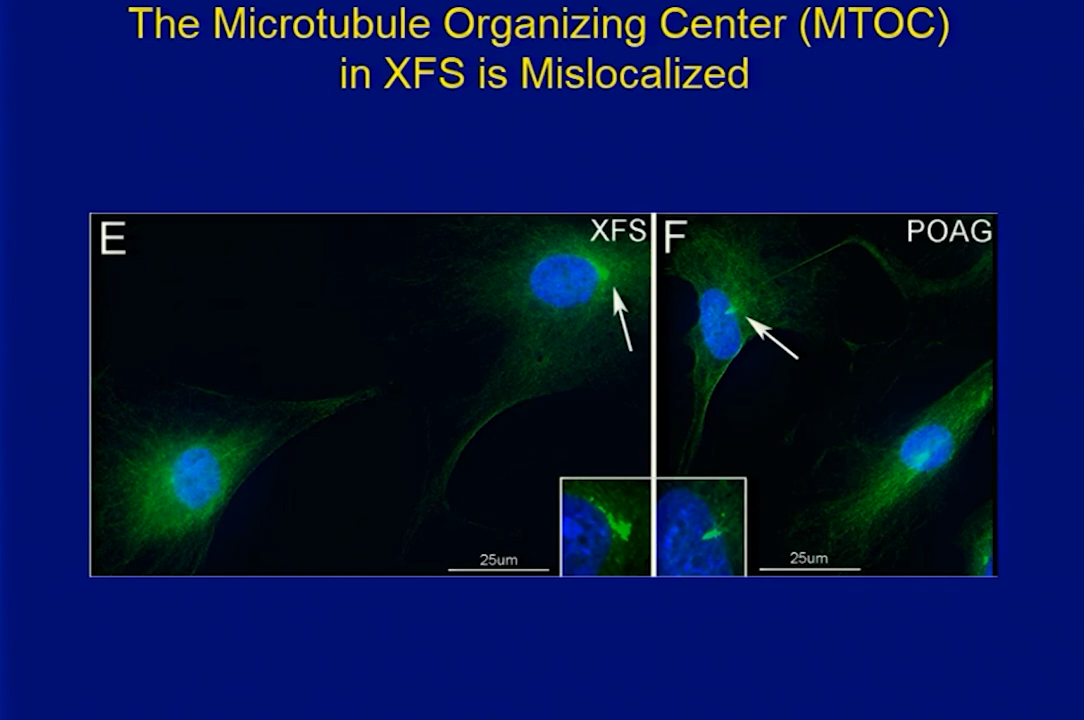 The Microtubule Organizing Center (MTOC)
in XFS is Mislocalized
E
XFS
F
POAG
25um
25um